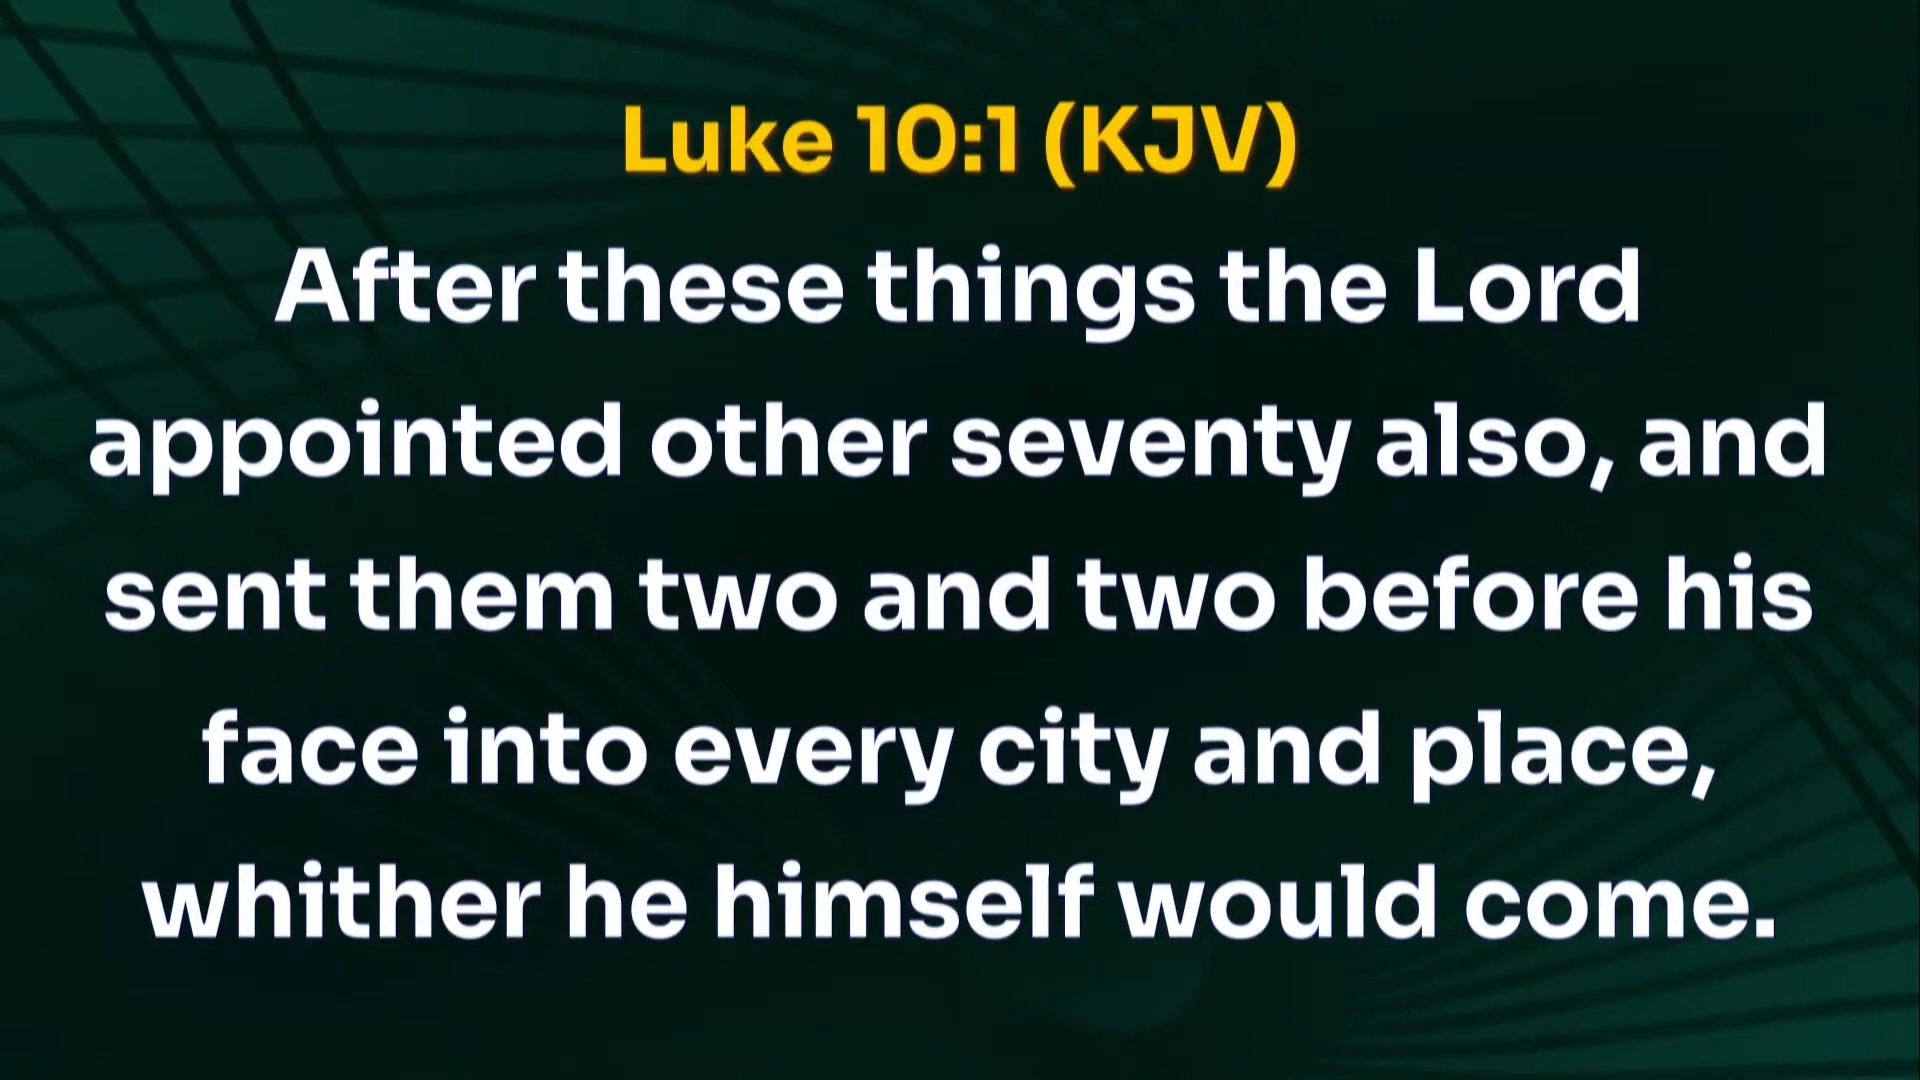 Luke 10:1 (KJV)
After these things the Lord
appointed other seventy also, and
sent them two and two before his
face into every city and place,
whither he himself would come.